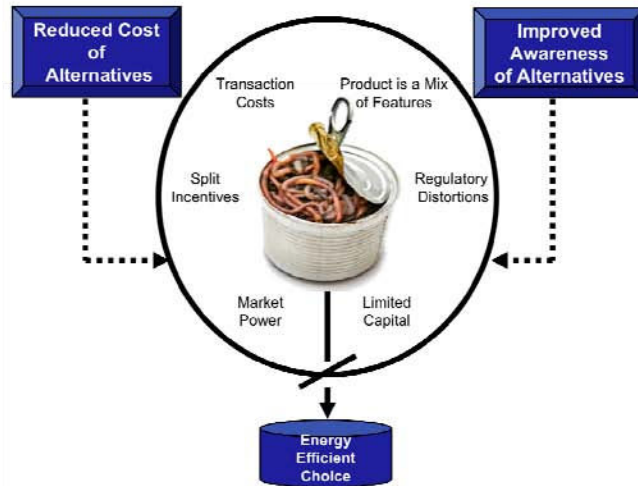 Reduced Cost
of
Alternatives
Improved
Awareness
of Alternatives
Transaction
Costs
Product is a Mix
of Features
Split
Incentives
Regulatory
Distortions
Market
Power
Limited
Capital
Energy
Efficient
Choice